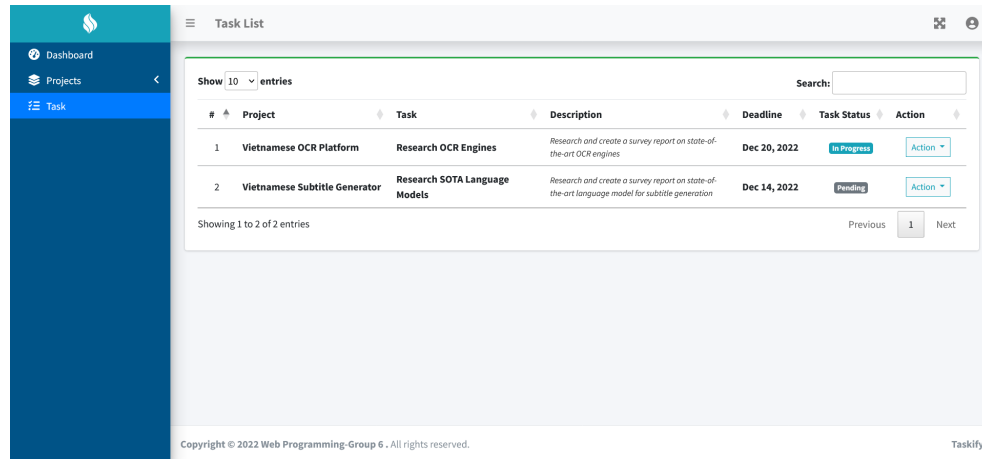 Task List
Dashboard
Projects
Task
Show 10 entries
Search:
# Project Task Description Deadline Task Status Action
1 Vietnamese OCR Platform Research OCR Engines Research and create a survey report on state-of-
the-art OCR engines Dec 20, 2022 In Progress Action
2 Vietnamese Subtitle Generator Research SOTA Language
Models Research and create a survey report on state-of-
the-art language model for subtitle generation Dec 14, 2022 Pending Action
Showing 1 to 2 of 2 entries
Previous 1 Next
Copyright © 2022 Web Programming-Group 6 . All rights reserved.
Taskify